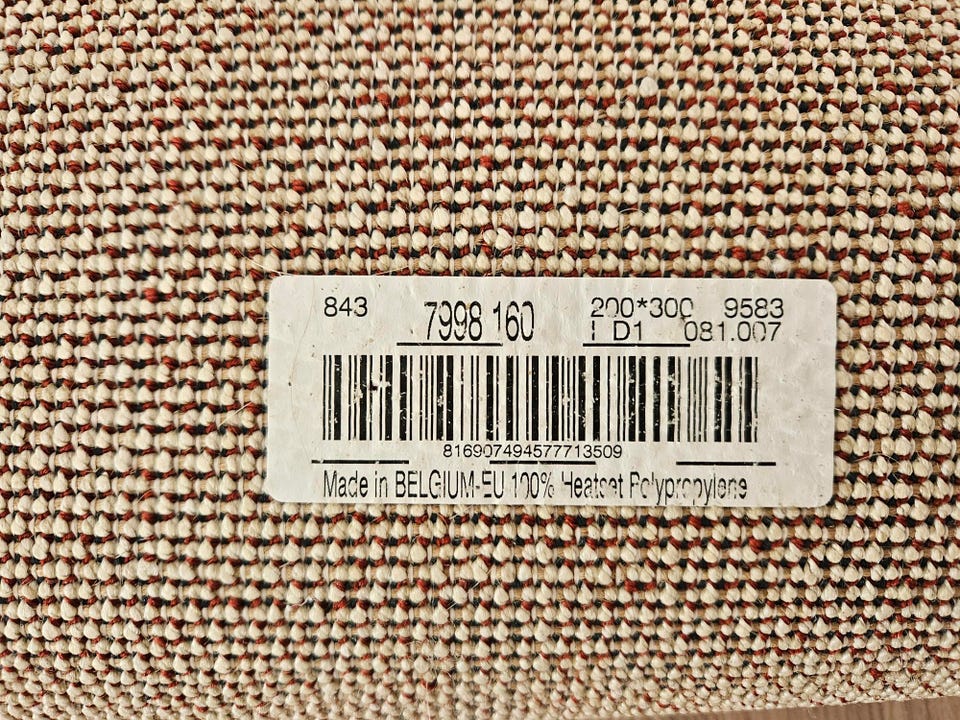 843 7998 160 200*300 9583
D1 081.007
816907494577713509
Made in BELGIUM-EU 100% Heatset Polypropylene